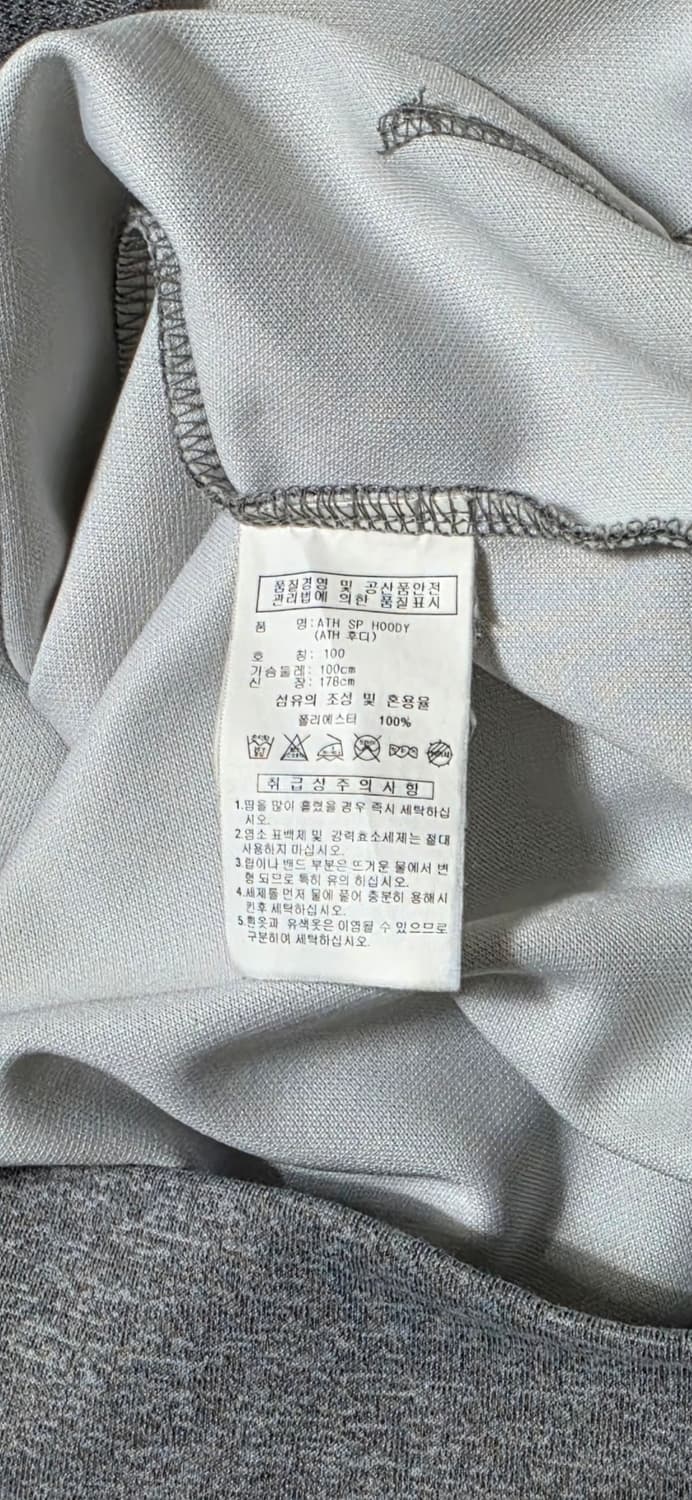 품질경영 및 공산품안전
관리법에 의한 품질표시
품 명:ATH SP HOODY
(ATH 후디)
호 칭: 100
가슴둘레: 100cm
신 장: 178cm
섬유의 조성 및 혼용율
폴리에스터 100%
취급상주의사항
1.땀을 많이 흘렸을 경우 즉시 세탁하십
시오.
2.염소 표백제 및 강력효소세제는 절대
사용하지 마십시오.
3.립이나 밴드 부분은 뜨거운 물에서 변
형 되므로 특히 유의 하십시오.
4.세제를 먼저 물에 풀어 충분히 용해시
킨후 세탁하십시오.
5.흰옷과 유색옷은 이염될 수 있으므로
구분하여 세탁하십시오.